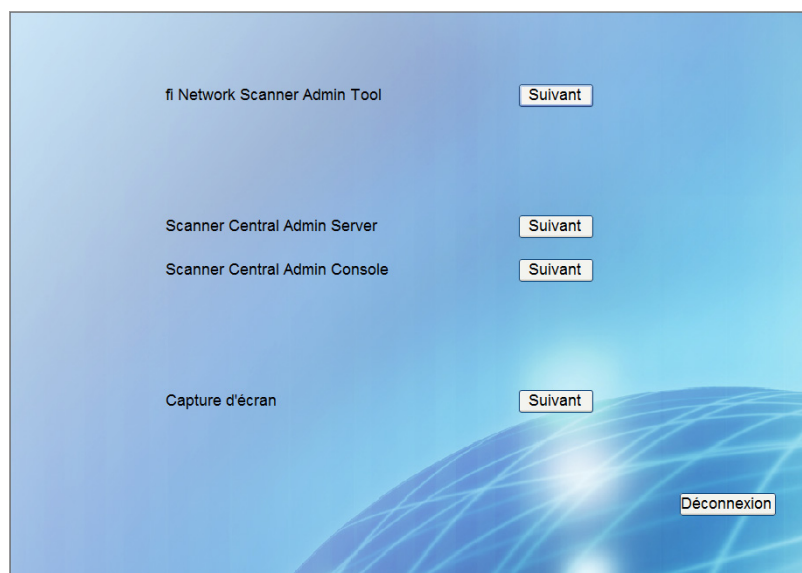 fi Network Scanner Admin Tool Suivant
Scanner Central Admin Server Suivant
Scanner Central Admin Console Suivant
Capture d'écran Suivant
Déconnexion